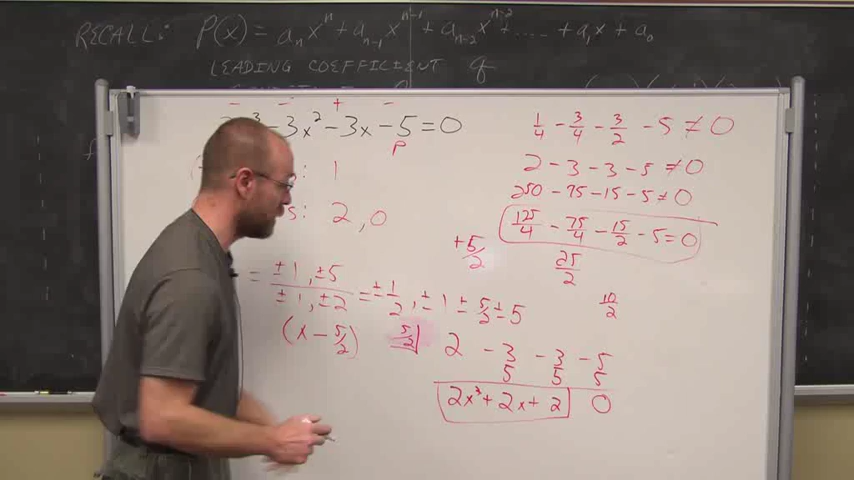 RECALL: P(x) = aₙxⁿ + aₙ₋₁xⁿ⁻¹ + aₙ₋₂xⁿ⁻² + .... + a₁x + a₀
LEADING COEFFICIENT q
- - + -
³ - 3x² - 3x - 5 = 0
p
: 1
s: 2, 0
= ±1, ±5 / ±1, ±2 = ± 1/2, ± 1 ± 5/2 ± 5
(x - 5/2)
1/4 - 3/4 - 3/2 - 5 ≠ 0
2 - 3 - 3 - 5 ≠ 0
250 - 75 - 15 - 5 ≠ 0
125/4 - 75/4 - 15/2 - 5 = 0
+5/2
25/2
10/2
5/2 2 - 3 - 3 - 5
5 5 5
2x³ + 2x + 2 0